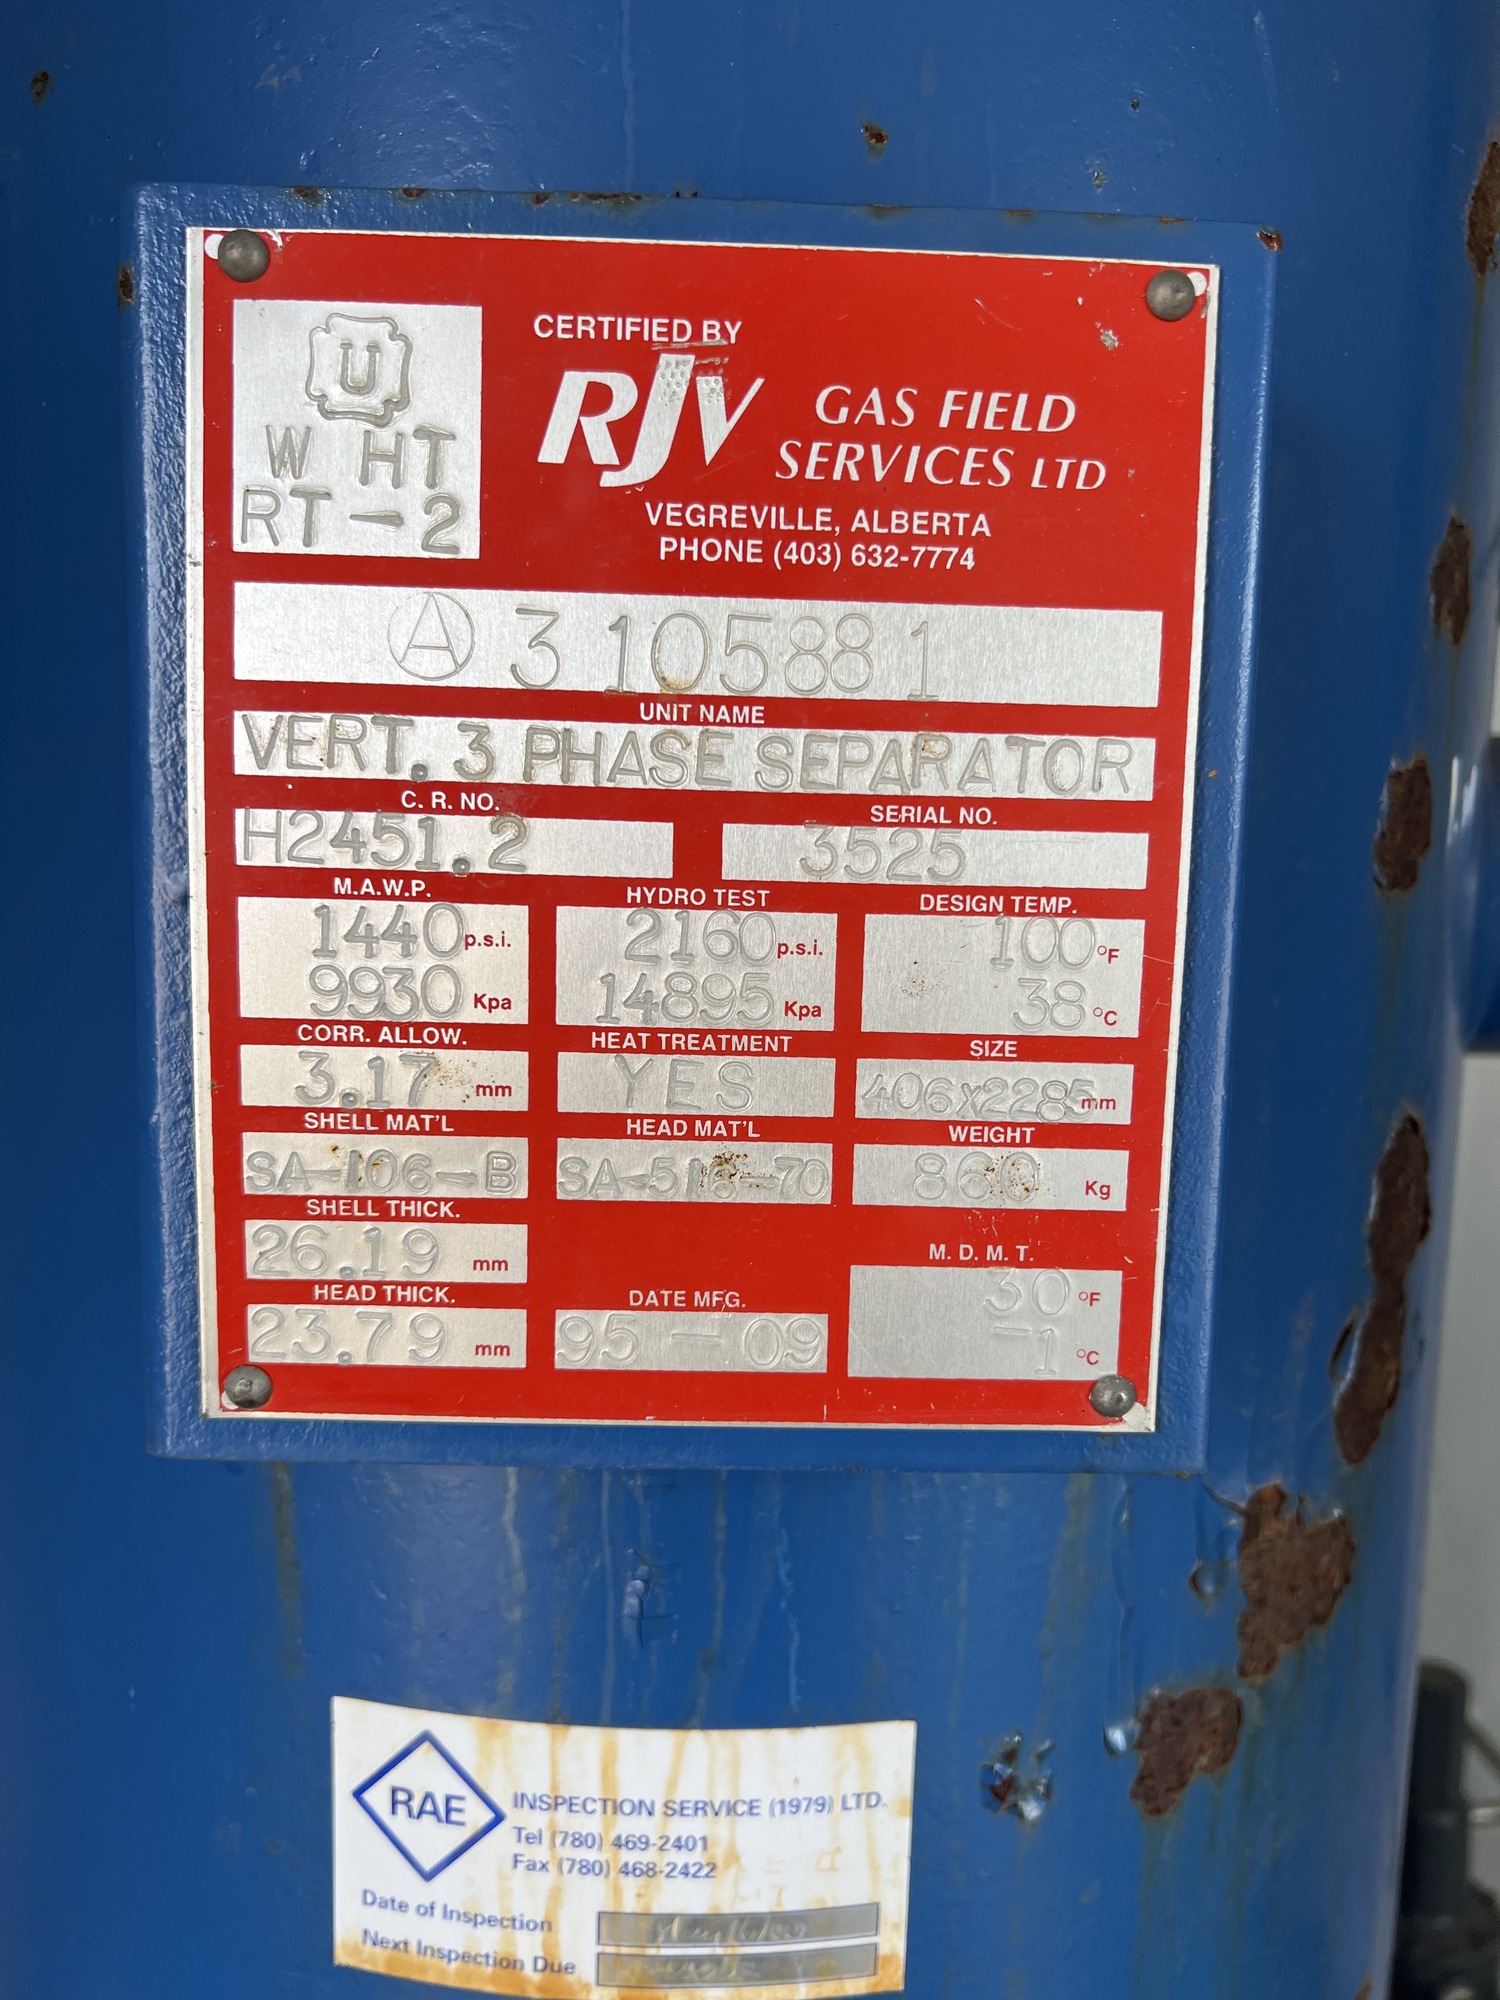 U
W HT
RT-2
CERTIFIED BY
RJV GAS FIELD
SERVICES LTD
VEGREVILLE, ALBERTA
PHONE (403) 632-7774
Ⓐ 3 105881
UNIT NAME
VERT. 3 PHASE SEPARATOR
C. R. NO. SERIAL NO.
H2451.2 3525
M.A.W.P. HYDRO TEST DESIGN TEMP.
1440 p.s.i. 2160 p.s.i. 100 °F
9930 Kpa 14895 Kpa 38 °C
CORR. ALLOW. HEAT TREATMENT SIZE
3.17 mm YES 406x2285 mm
SHELL MAT'L HEAD MAT'L WEIGHT
SA-106-B SA-516-70 860 Kg
SHELL THICK.
26.19 mm
M. D. M. T.
30 °F
-1 °C
HEAD THICK. DATE MFG.
23.79 mm 95-09
RAE INSPECTION SERVICE (1979) LTD.
Tel (780) 469-2401
Fax (780) 468-2422
Date of Inspection
Next Inspection Due